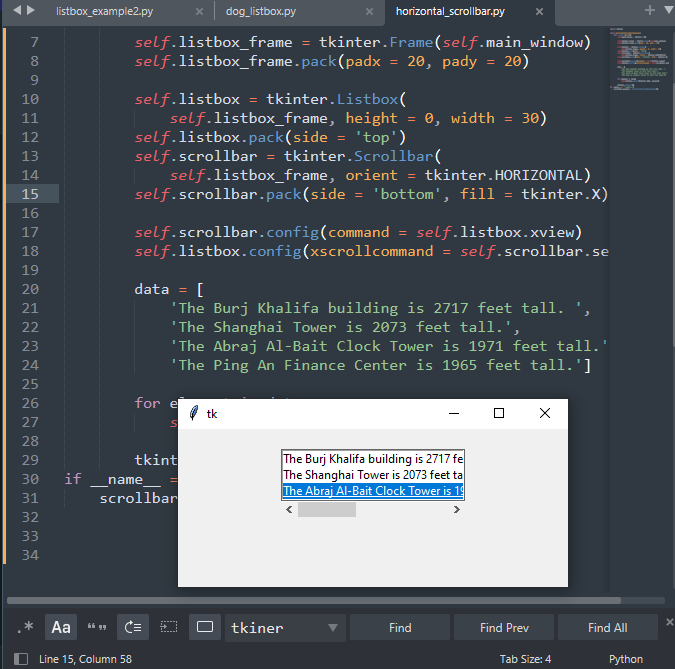 listbox_example2.py × dog_listbox.py × horizontal_scrollbar.py ×
7 self.listbox_frame = tkinter.Frame(self.main_window)
8 self.listbox_frame.pack(padx = 20, pady = 20)
9
10 self.listbox = tkinter.Listbox(
11 self.listbox_frame, height = 0, width = 30)
12 self.listbox.pack(side = 'top')
13 self.scrollbar = tkinter.Scrollbar(
14 self.listbox_frame, orient = tkinter.HORIZONTAL)
15 self.scrollbar.pack(side = 'bottom', fill = tkinter.X)
16
17 self.scrollbar.config(command = self.listbox.xview)
18 self.listbox.config(xscrollcommand = self.scrollbar.se
19
20 data = [
21 'The Burj Khalifa building is 2717 feet tall. ',
22 'The Shanghai Tower is 2073 feet tall.',
23 'The Abraj Al-Bait Clock Tower is 1971 feet tall.'
24 'The Ping An Finance Center is 1965 feet tall.']
25
26 for el
27 s
28
29 tkint
30 if __name__ =
31 scrollbar
32
33
34
tk
The Burj Khalifa building is 2717 fe
The Shanghai Tower is 2073 feet ta
The Abraj Al-Bait Clock Tower is 19
.* Aa “” tkiner Find Find Prev Find All ×
Line 15, Column 58 Tab Size: 4 Python